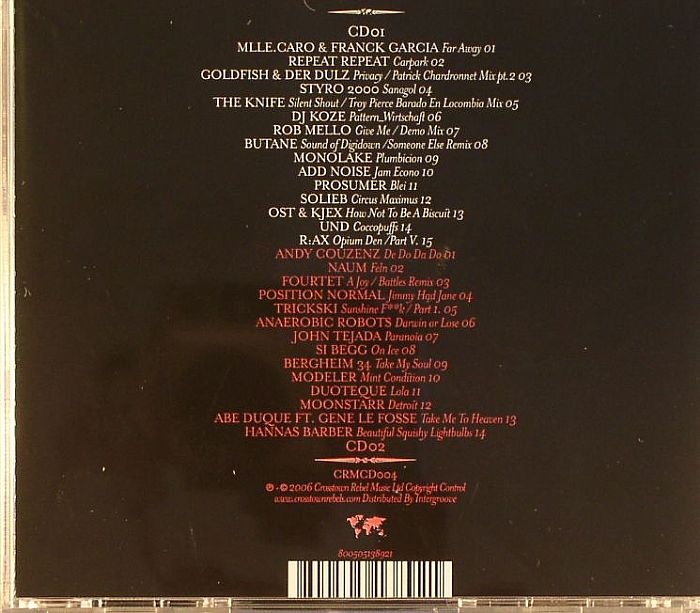 CD01
MLLE.CARO & FRANCK GARCIA Far Away 01
REPEAT REPEAT Carpark 02
GOLDFISH & DER DULZ Privacy / Patrick Chardronnet Mix pt.2 03
STYRO 2000 Sanagol 04
THE KNIFE Silent Shout / Troy Pierce Barado En Locombia Mix 05
DJ KOZE Pattern_Wirtschaft 06
ROB MELLO Give Me / Demo Mix 07
BUTANE Sound of Digidown /Someone Else Remix 08
MONOLAKE Plumbicion 09
ADD NOISE Jam Econo 10
PROSUMER Blei 11
SOLIEB Circus Maximus 12
OST & KJEX How Not To Be A Biscuit 13
UND Coccopuffs 14
R:AX Opium Den /Part V. 15
ANDY COUZENZ De Do Da Do 01
NAUM Feln 02
FOURTET A Joy / Battles Remix 03
POSITION NORMAL Jimmy Had Jane 04
TRICKSKI Sunshine F**k / Part 1. 05
ANAEROBIC ROBOTS Darwin or Lose 06
JOHN TEJADA Paranoia 07
SI BEGG On Ice 08
BERGHEIM 34 Take My Soul 09
MODELER Mint Condition 10
DUOTEQUE Lola 11
MOONSTARR Detroit 12
ABE DUQUE FT. GENE LE FOSSE Take Me To Heaven 13
HANNAS BARBER Beautiful Squishy Lightbulbs 14
CD02
CRMCD004
℗ - © 2006 Crosstown Rebel Music Ltd Copyright Control
www.crosstownrebels.com Distributed By Intergroove
800505138921